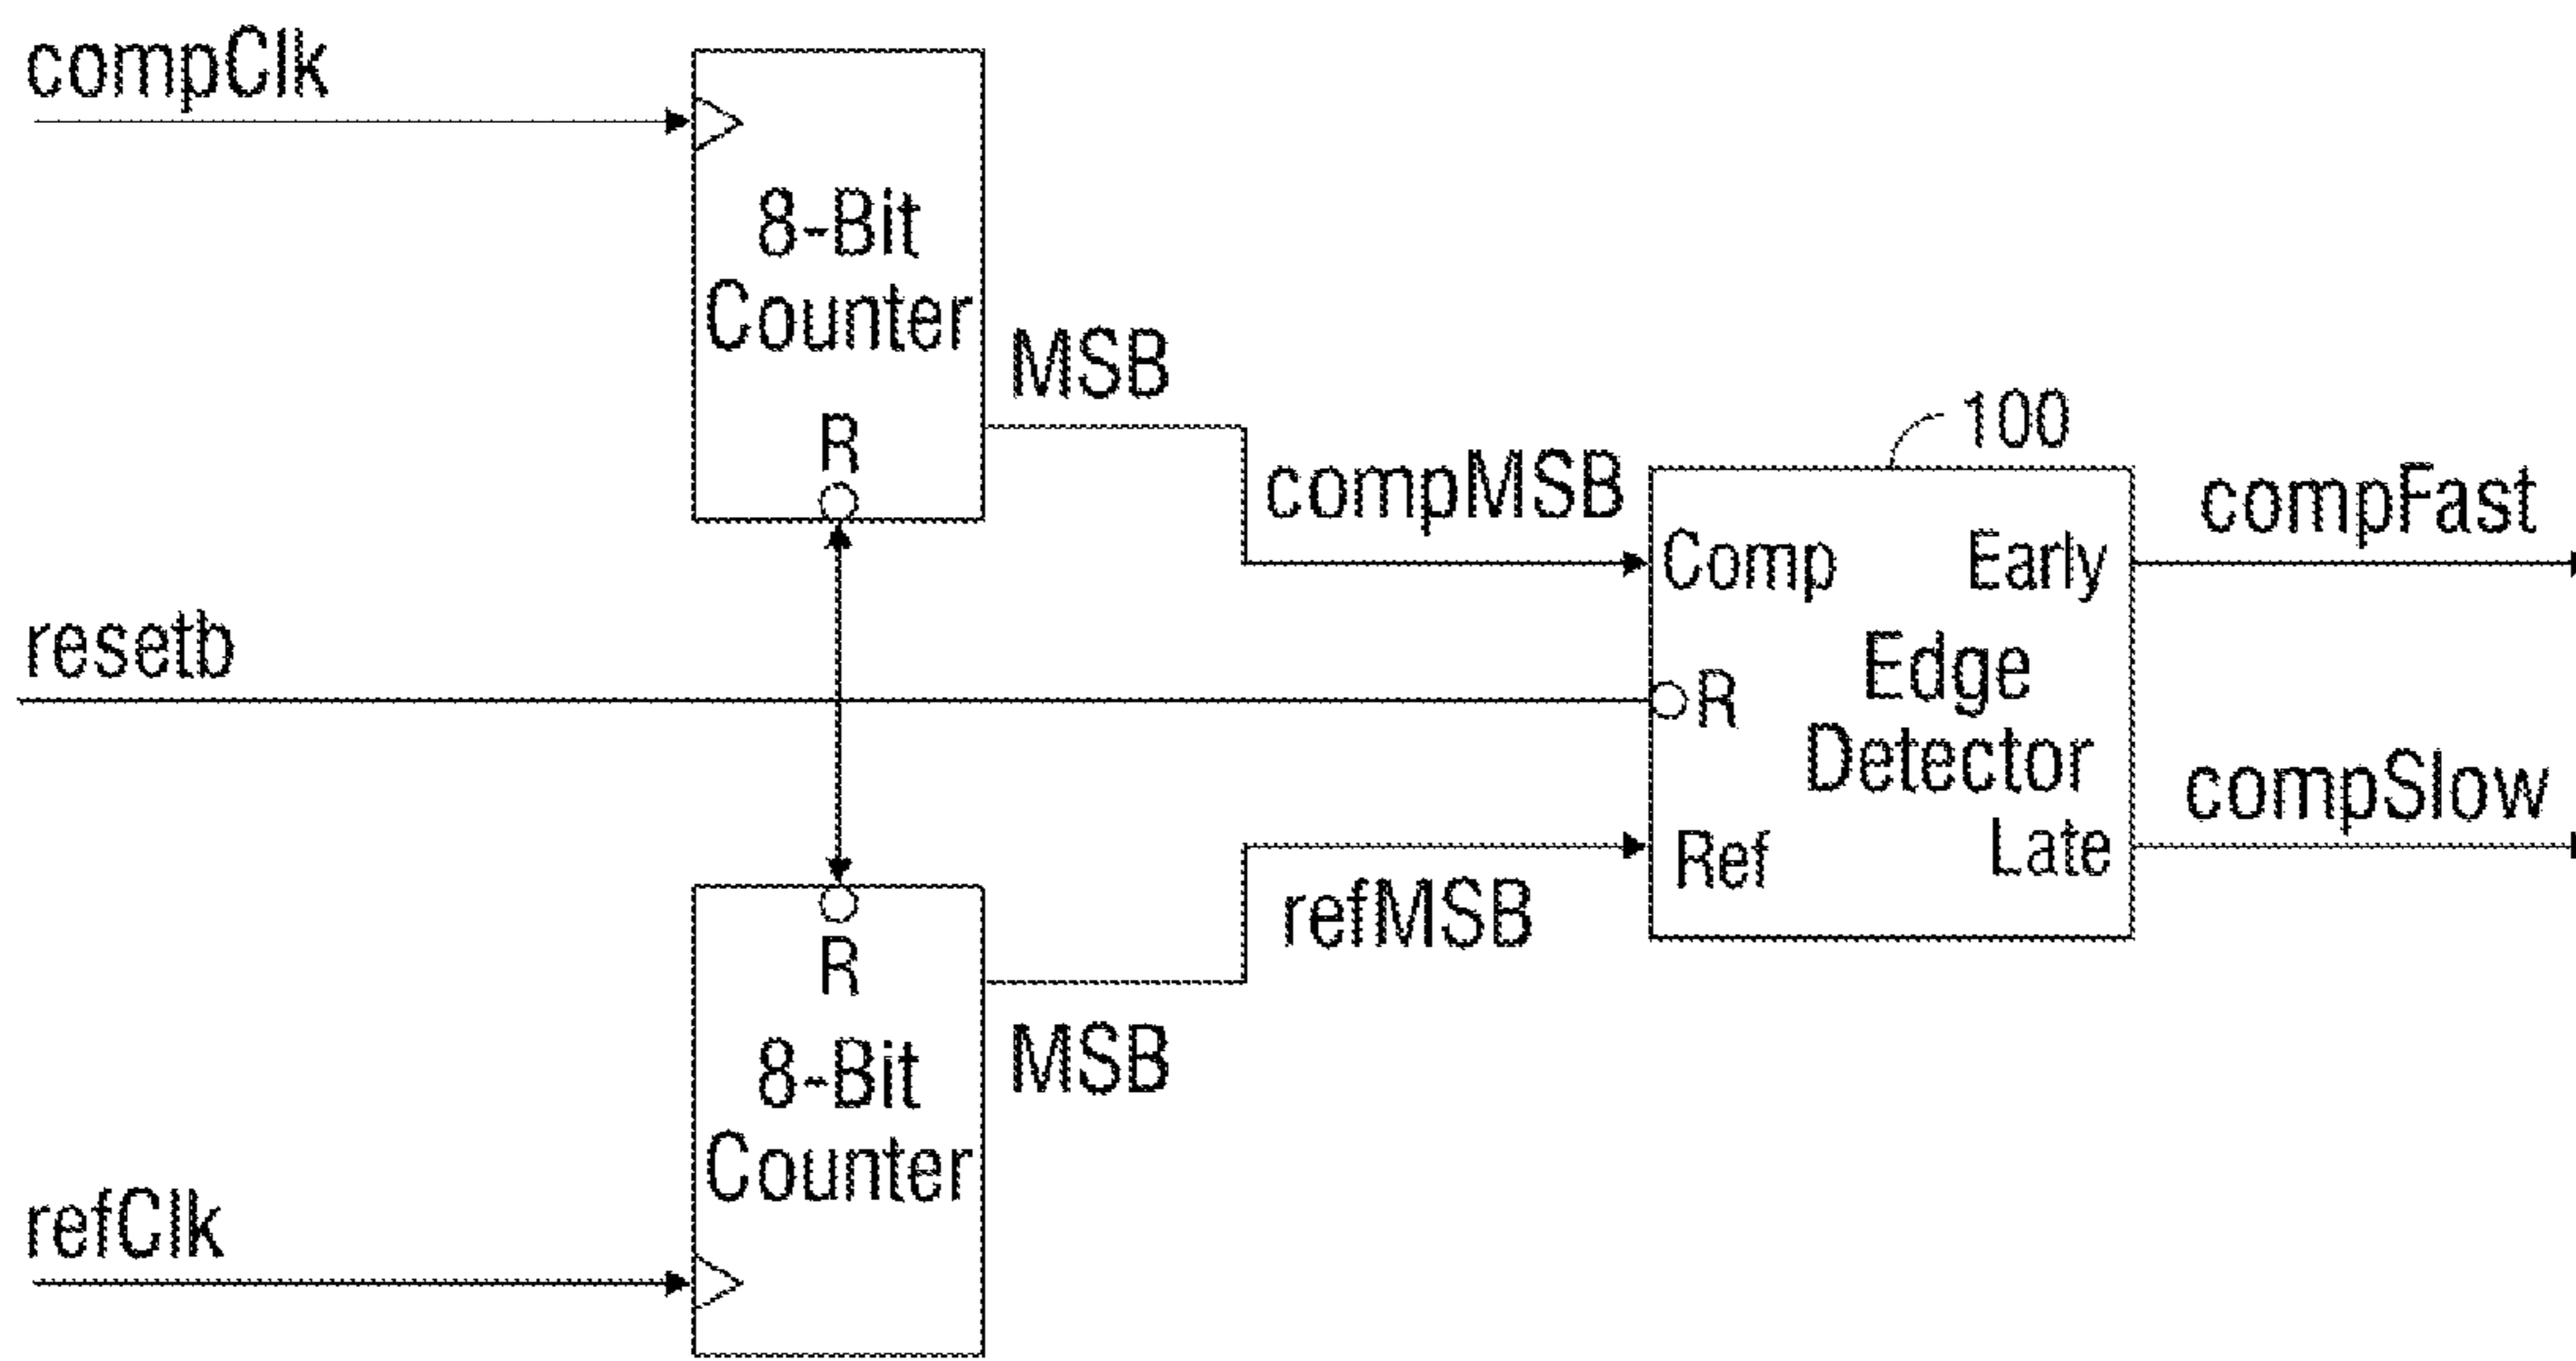 compClk
8-Bit
Counter
R
MSB
compMSB
100
Comp
Early
compFast
resetb
R
Edge
Detector
Ref
Late
compSlow
refMSB
R
MSB
8-Bit
Counter
refClk